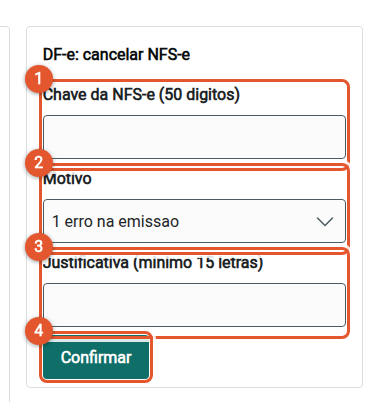 DF-e: cancelar NFS-e
1
Chave da NFS-e (50 digitos)
2
Motivo
1 erro na emissao
3
Justificativa (minimo 15 letras)
4
Confirmar